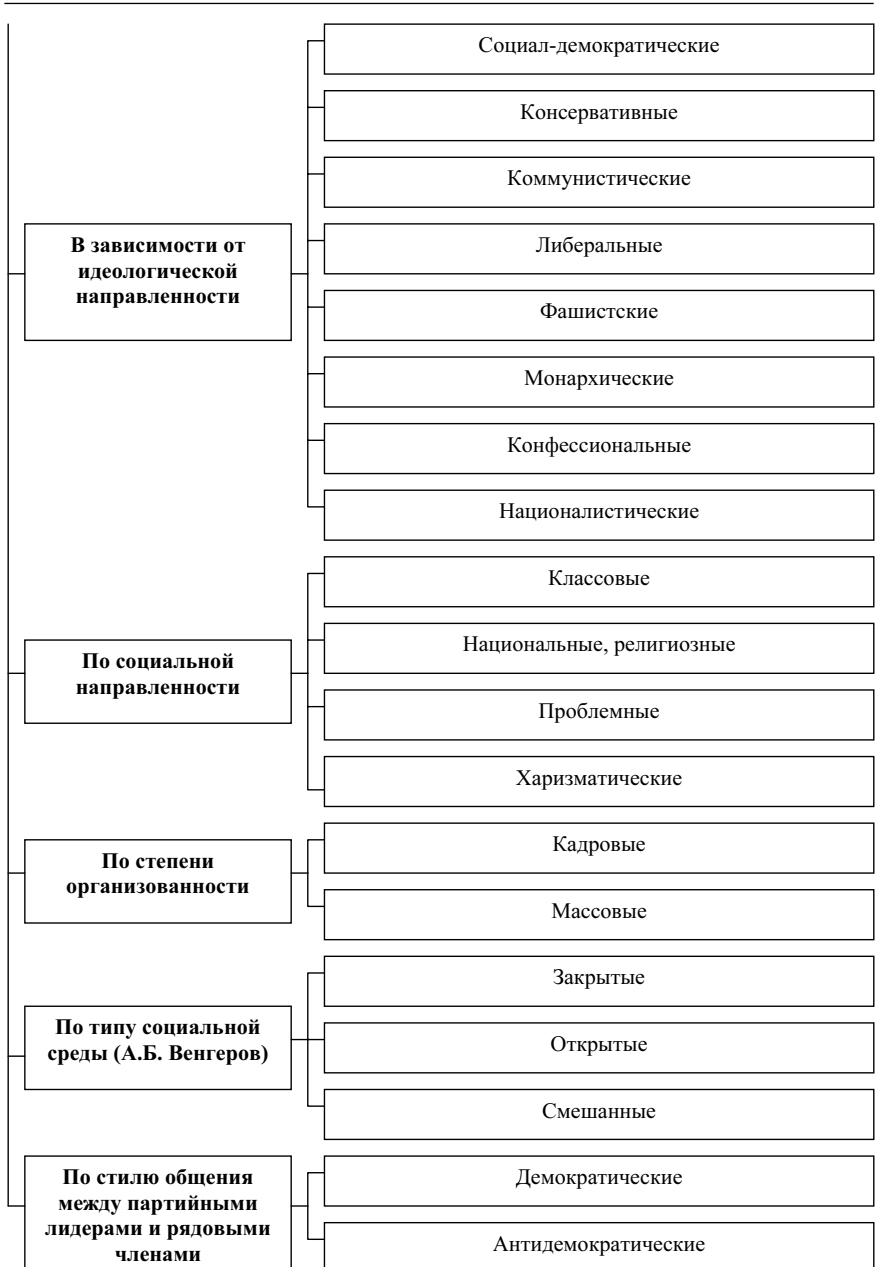 В зависимости от
идеологической
направленности
Социал-демократические
Консервативные
Коммунистические
Либеральные
Фашистские
Монархические
Конфессиональные
Националистические
По социальной
направленности
Классовые
Национальные, религиозные
Проблемные
Харизматические
По степени
организованности
Кадровые
Массовые
По типу социальной
среды (А.Б. Венгеров)
Закрытые
Открытые
Смешанные
По стилю общения
между партийными
лидерами и рядовыми
членами
Демократические
Антидемократические